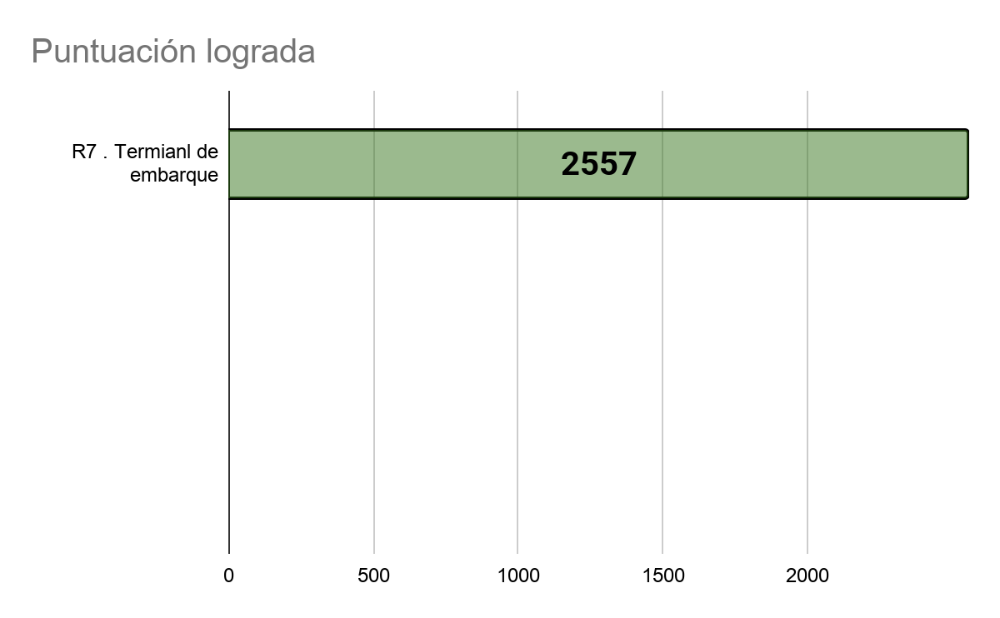 Puntuación lograda
R7 . Termianl de
embarque
2557
0 500 1000 1500 2000